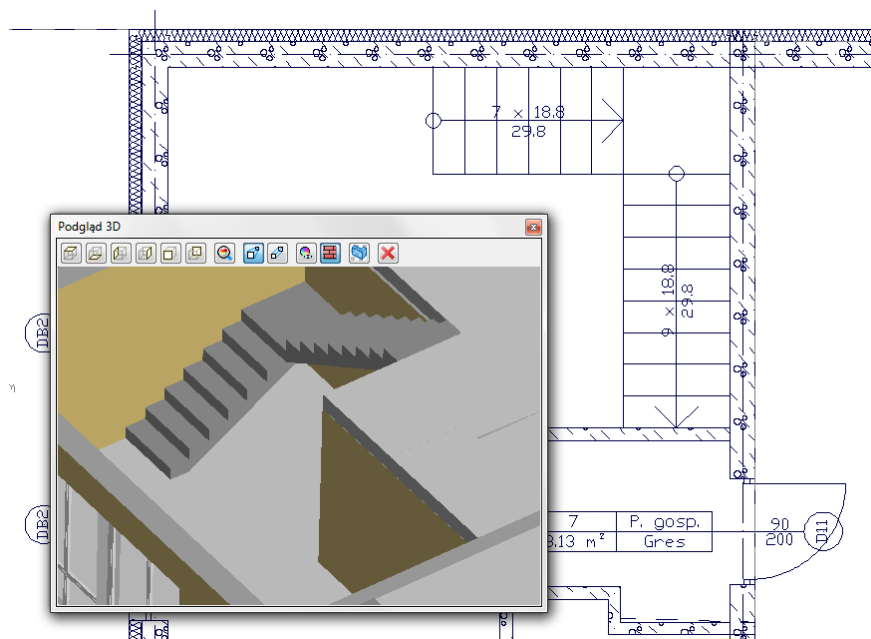 7 x 18.8
29.8
9 x 18.8
29.8
Podgląd 3D
DB2
DB2
7
P. gosp.
8.13 m²
Gres
90
200
D11